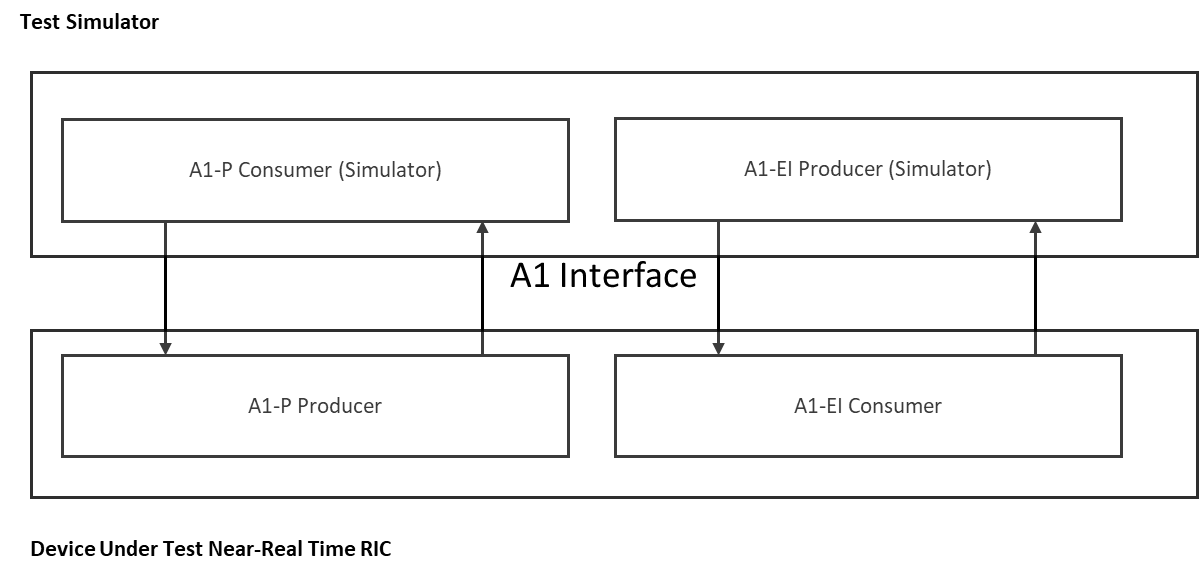 Test Simulator
A1-P Consumer (Simulator)
A1-EI Producer (Simulator)
A1 Interface
A1-P Producer
A1-EI Consumer
Device Under Test Near-Real Time RIC